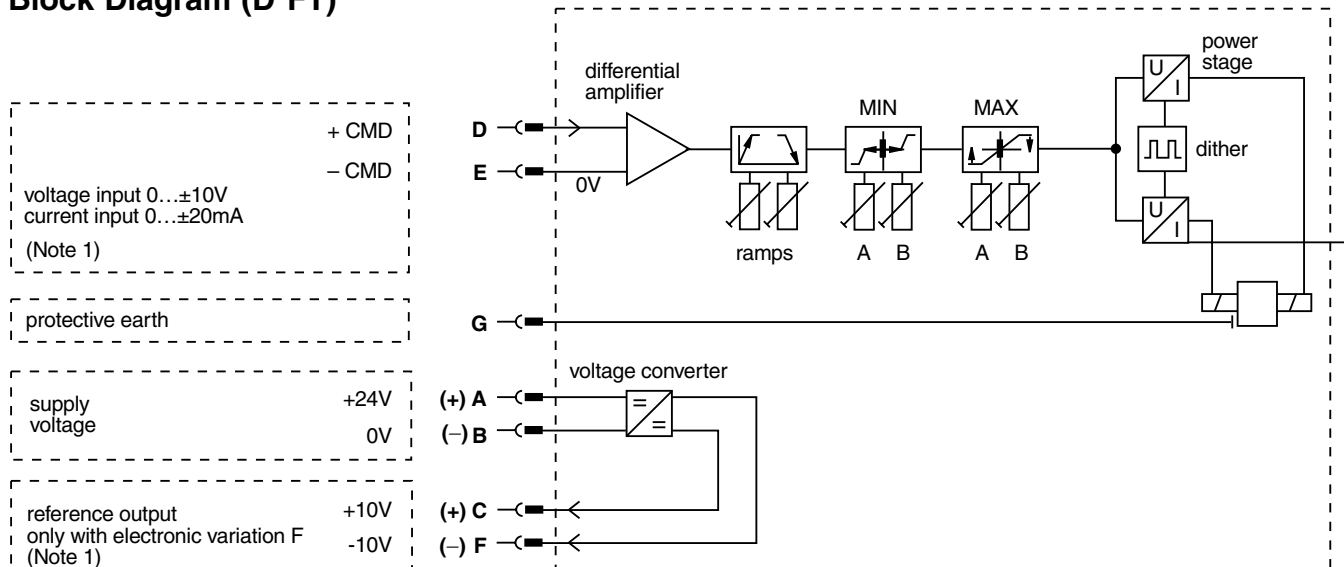 Block Diagram (D*FT)
power
stage
U
I
differential
amplifier
MIN
MAX
+ CMD
D
dither
– CMD
E
0V
voltage input 0…±10V
current input 0…±20mA
U
I
(Note 1)
ramps
A
B
A
B
protective earth
G
voltage converter
supply
voltage
+24V
(+) A
=
=
0V
(–) B
reference output
+10V
(+) C
only with electronic variation F
-10V
(–) F
(Note 1)